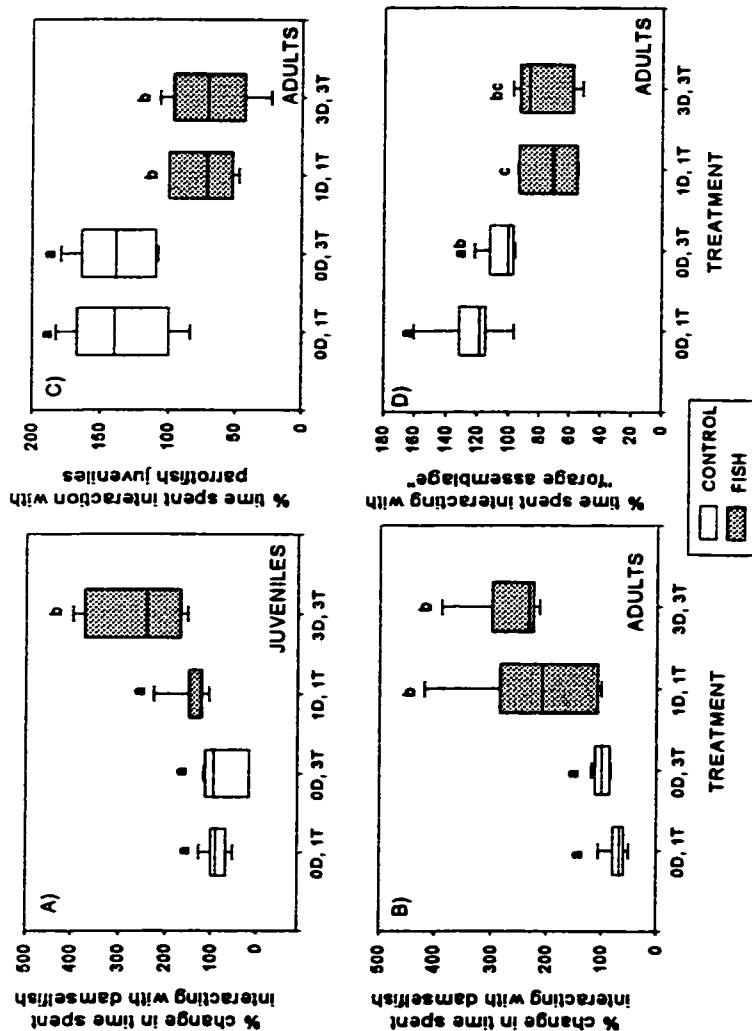 A)
% change in time spent
interacting with damselfish
500
400
300
200
100
0
a
a
a
b
0D, 1T
0D, 3T
1D, 1T
3D, 3T
JUVENILES
C)
% time spent interaction with
parrotfish juveniles
200
150
100
50
0
a
a
b
b
0D, 1T
0D, 3T
1D, 1T
3D, 3T
ADULTS
B)
% change in time spent
interacting with damselfish
500
400
300
200
100
0
a
a
b
b
0D, 1T
0D, 3T
1D, 1T
3D, 3T
ADULTS
TREATMENT
D)
% time spent interacting with
"forage assemblage"
180
160
140
120
100
80
60
40
20
0
a
ab
c
bc
0D, 1T
0D, 3T
1D, 1T
3D, 3T
ADULTS
TREATMENT
CONTROL
FISH